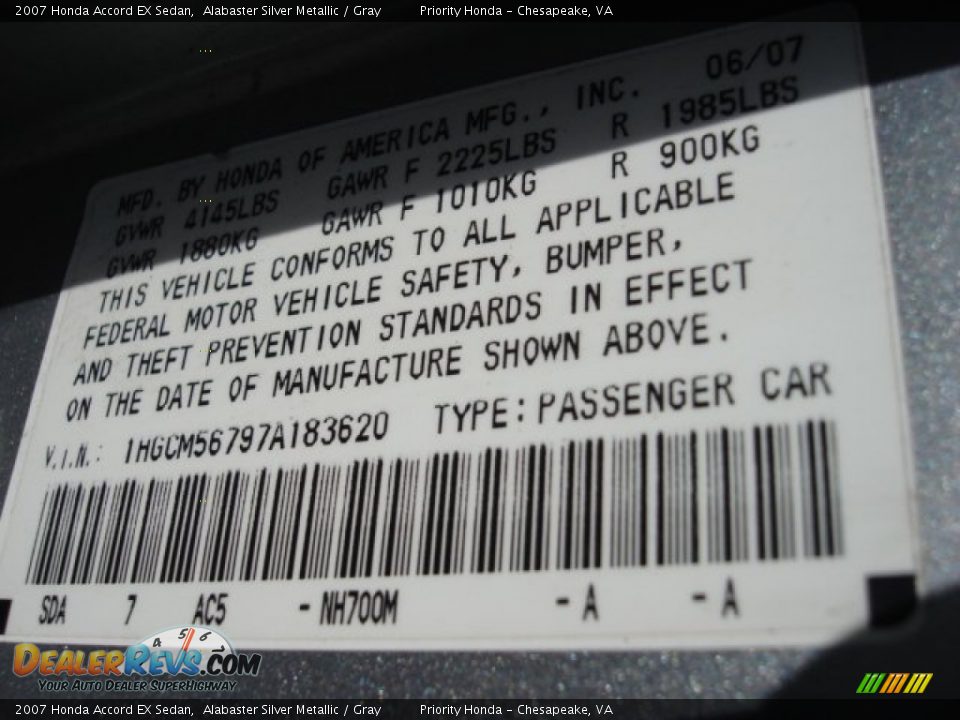 2007 Honda Accord EX Sedan,  Alabaster Silver Metallic / Gray        Priority Honda - Chesapeake, VA
06/07
MFD. BY HONDA OF AMERICA MFG., INC.
GVWR 4145LBS GAWR F 2225LBS R 1985LBS
GVWR 1880KG GAWR F 1010KG R 900KG
THIS VEHICLE CONFORMS TO ALL APPLICABLE
FEDERAL MOTOR VEHICLE SAFETY, BUMPER,
AND THEFT PREVENTION STANDARDS IN EFFECT
ON THE DATE OF MANUFACTURE SHOWN ABOVE.
V.I.N.: 1HGCM56797A183620 TYPE:PASSENGER CAR
SDA 7 AC5 -NH700M -A -A
4 5 6
DEALERREVS.COM
YOUR AUTO DEALER SUPERHIGHWAY
2007 Honda Accord EX Sedan,  Alabaster Silver Metallic / Gray        Priority Honda - Chesapeake, VA